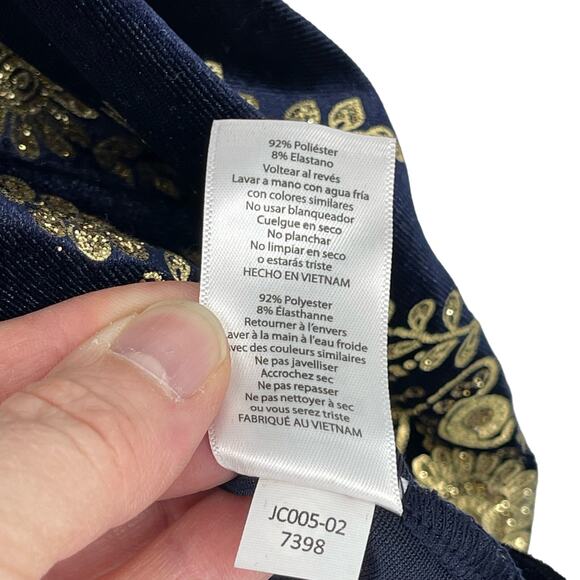 92% Poliéster
8% Elastano
Voltear al revés
Lavar a mano con agua fría
con colores similares
No usar blanqueador
Cuelgue en seco
No planchar
No limpiar en seco
o estarás triste
HECHO EN VIETNAM
92% Polyester
8% Élasthanne
Retourner à l'envers
aver à la main à l'eau froide
vec des couleurs similaires
Ne pas javelliser
Accrochez sec
Ne pas repasser
Ne pas nettoyer à sec
ou vous serez triste
FABRIQUÉ AU VIETNAM
JC005-02
7398